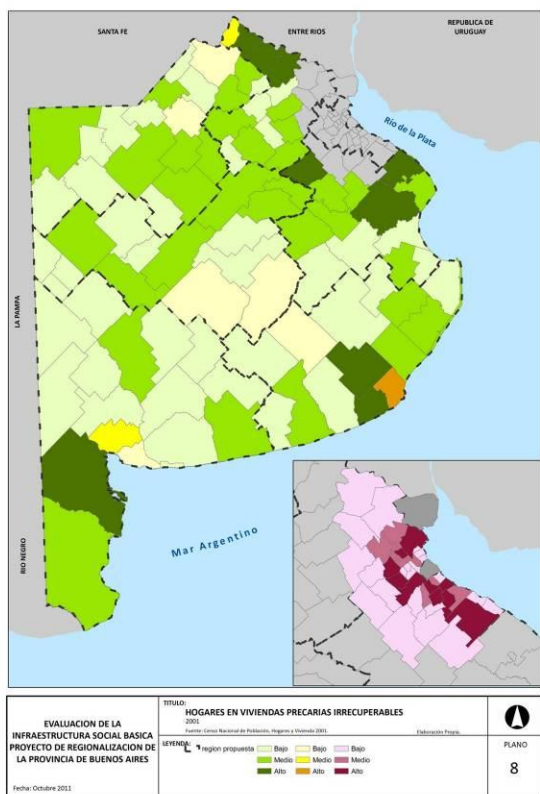 SANTA FE
ENTRE RIOS
REPUBLICA DE
URUGUAY
Río de la Plata
LA PAMPA
RIO NEGRO
Mar Argentino
EVALUACION DE LA
INFRAESTRUCTURA SOCIAL BASICA
PROYECTO DE REGIONALIZACION DE
LA PROVINCIA DE BUENOS AIRES
Fecha: Octubre 2011
TITULO:
HOGARES EN VIVIENDAS PRECARIAS IRRECUPERABLES
2001
Fuente: Censo Nacional de Población, Hogares y Vivienda 2001.
Elaboración Propia.
LEYENDA:
region propuesta
Bajo Bajo Bajo
Medio Medio Medio
Alto Alto Alto
PLANO
8